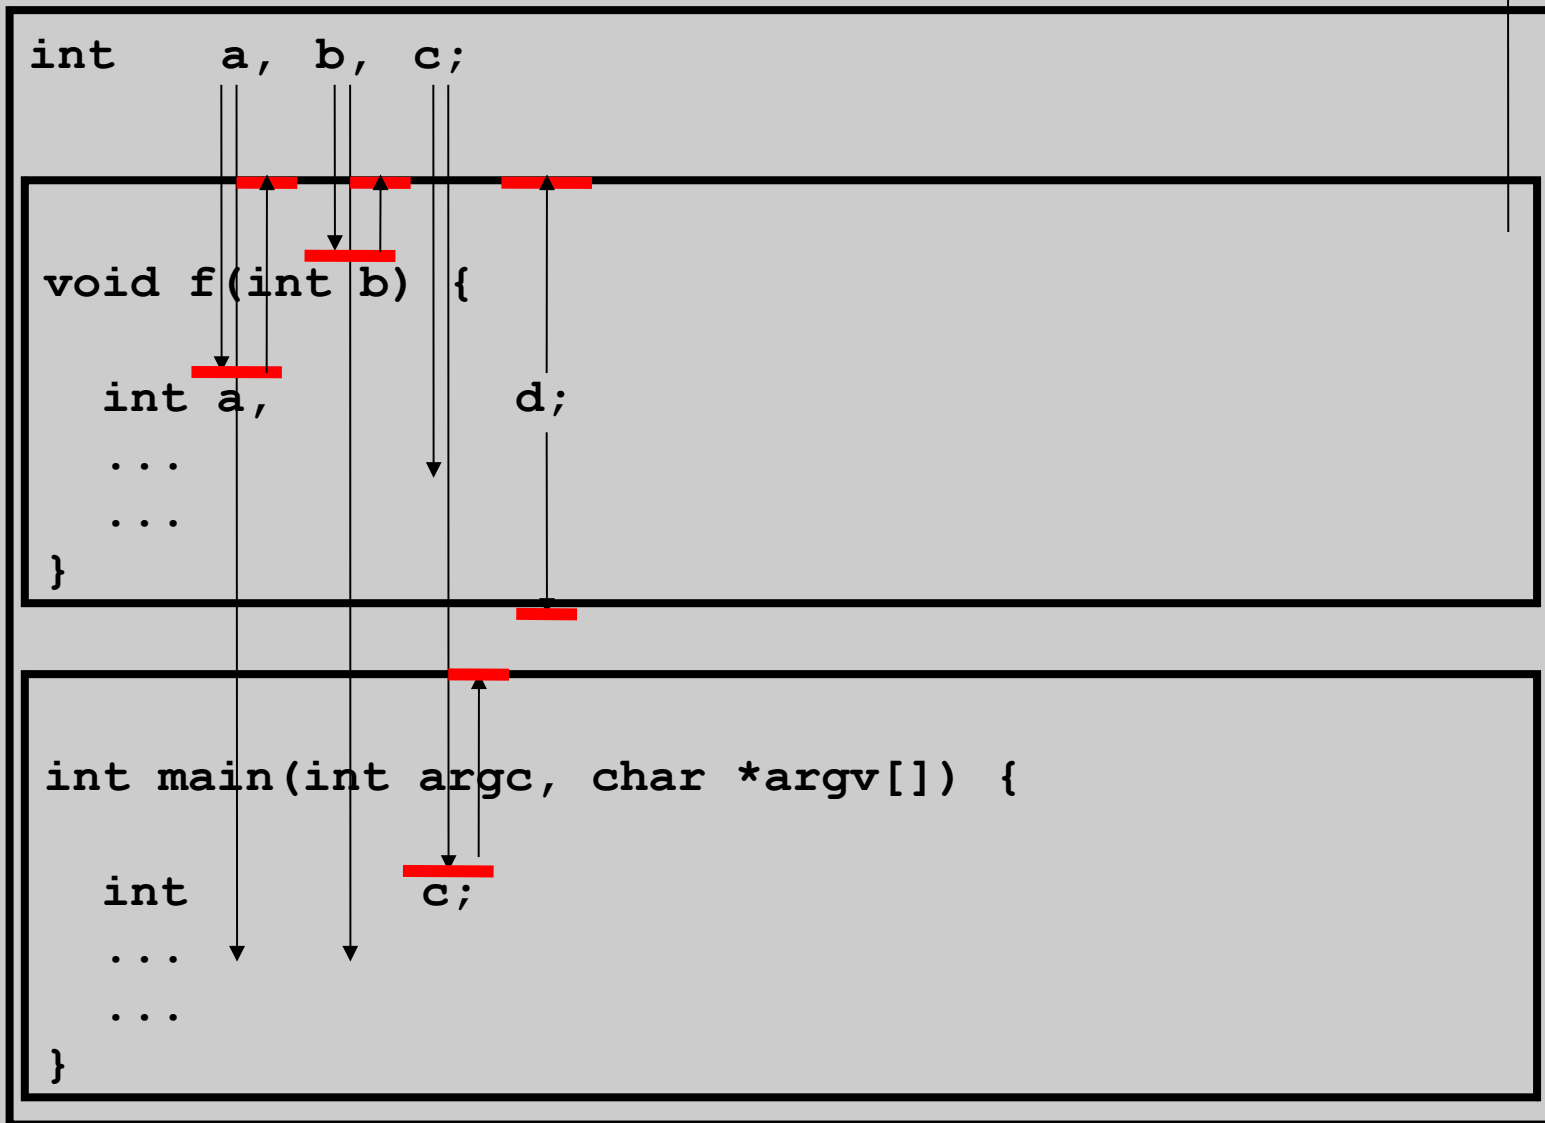 int a, b, c;
void f(int b) {
int a, d;
...
...
}
int main(int argc, char *argv[]) {
int c;
...
...
}